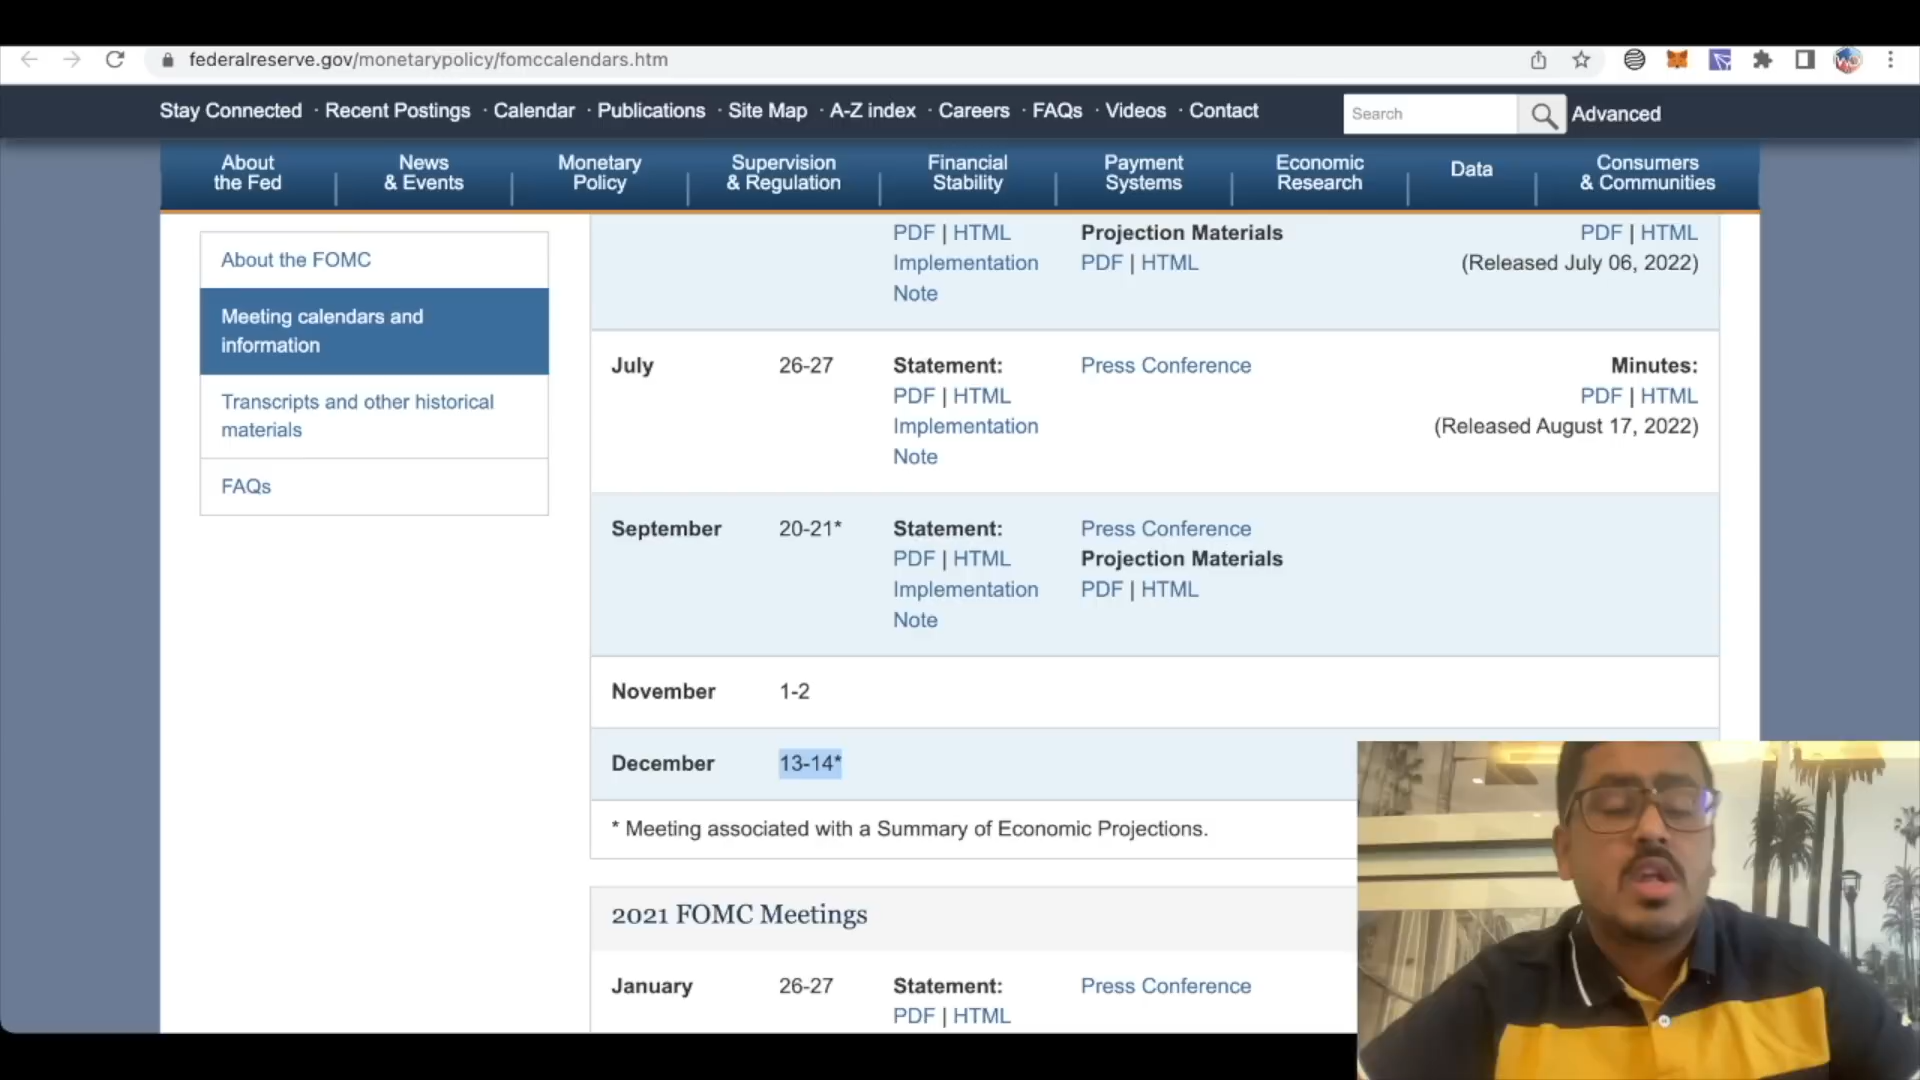 federalreserve.gov/monetarypolicy/fomccalendars.htm
Stay Connected · Recent Postings · Calendar · Publications · Site Map · A-Z index · Careers · FAQs · Videos · Contact
Search
Advanced
About the Fed
News & Events
Monetary Policy
Supervision & Regulation
Financial Stability
Payment Systems
Economic Research
Data
Consumers & Communities
About the FOMC
Meeting calendars and
information
Transcripts and other historical
materials
FAQs
PDF | HTML Projection Materials PDF | HTML
Implementation PDF | HTML (Released July 06, 2022)
Note
July 26-27 Statement: Press Conference Minutes:
PDF | HTML PDF | HTML
Implementation (Released August 17, 2022)
Note
September 20-21* Statement: Press Conference
PDF | HTML Projection Materials
Implementation PDF | HTML
Note
November 1-2
December 13-14*
* Meeting associated with a Summary of Economic Projections.
2021 FOMC Meetings
January 26-27 Statement: Press Conference
PDF | HTML